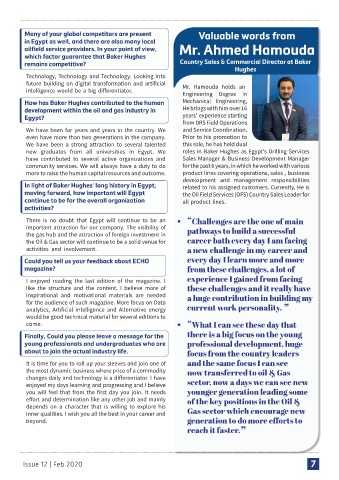 Many of your global competitors are present
in Egypt as well, and there are also many local
oilfield service providers. In your point of view,
which factor guarantee that Baker Hughes
remains competitive?
Technology, Technology and Technology. Looking into
future building on digital transformation and artificial
intelligence would be a big differentiator.
How has Baker Hughes contributed to the human
development within the oil and gas industry in
Egypt?
We have been for years and years in the country. We
even have more than two generations in the company.
We have been a strong attraction to several talented
new graduates from all universities in Egypt. We
have contributed to several active organizations and
community services. We will always have a duty to do
more to raise the human capital resources and outcome.
In light of Baker Hughes' long history in Egypt,
moving forward, how important will Egypt
continue to be for the overall organization
activities?
There is no doubt that Egypt will continue to be an
important attraction for our company. The visibility of
the gas hub and the attraction of foreign investment in
the Oil & Gas sector will continue to be a solid venue for
activities and involvement.
Could you tell us your feedback about ECHO
magazine?
I enjoyed reading the last edition of the magazine. I
like the structure and the content. I believe more of
inspirational and motivational materials are needed
for the audience of such magazine. More focus on Data
analytics, Artificial intelligence and Alternative energy
would be good technical material for several editions to
come.
Finally, Could you please leave a message for the
young professionals and undergraduates who are
about to join the actual industry life.
It is time for you to roll up your sleeves and join one of
the most dynamic business where price of a commodity
changes daily and technology is a differentiator. I have
enjoyed my days learning and progressing and I believe
you will feel that from the first day you join. It needs
effort and determination like any other job and mainly
depends on a character that is willing to explore his
inner qualities. I wish you all the best in your career and
beyond.
Valuable words from
Mr. Ahmed Hamouda
Country Sales & Commercial Director at Baker
Hughes
Mr. Hamouda holds an
Engineering Degree in
Mechanical Engineering,
He brings with him over 16
years' experience starting
from DRS Field Operations
and Service Coordination.
Prior to his promotion to
this role, he has held dual
roles in Baker Hughes as Egypt's Drilling Services
Sales Manager & Business Development Manager
for the past 6 years, in which he worked with various
product lines covering operations, sales , business
development and management responsibilities
related to his assigned customers. Currently, He is
the Oil Field Services (OFS) Country Sales Leader for
all product lines.
• “Challenges are the one of main
pathways to build a successful
career bath every day I am facing
a new challenge in my career and
every day I learn more and more
from these challenges, a lot of
experience I gained from facing
these challenges and it really have
a huge contribution in building my
current work personality. ”
• “What I can see these day that
there is a big focus on the young
professional development, huge
focus from the country leaders
and the same focus I can see
now transferred to oil & Gas
sector, now a days we can see new
younger generation leading some
of the key positions in the Oil &
Gas sector which encourage new
generation to do more efforts to
reach it faster.”
Issue 12 | Feb 2020
7